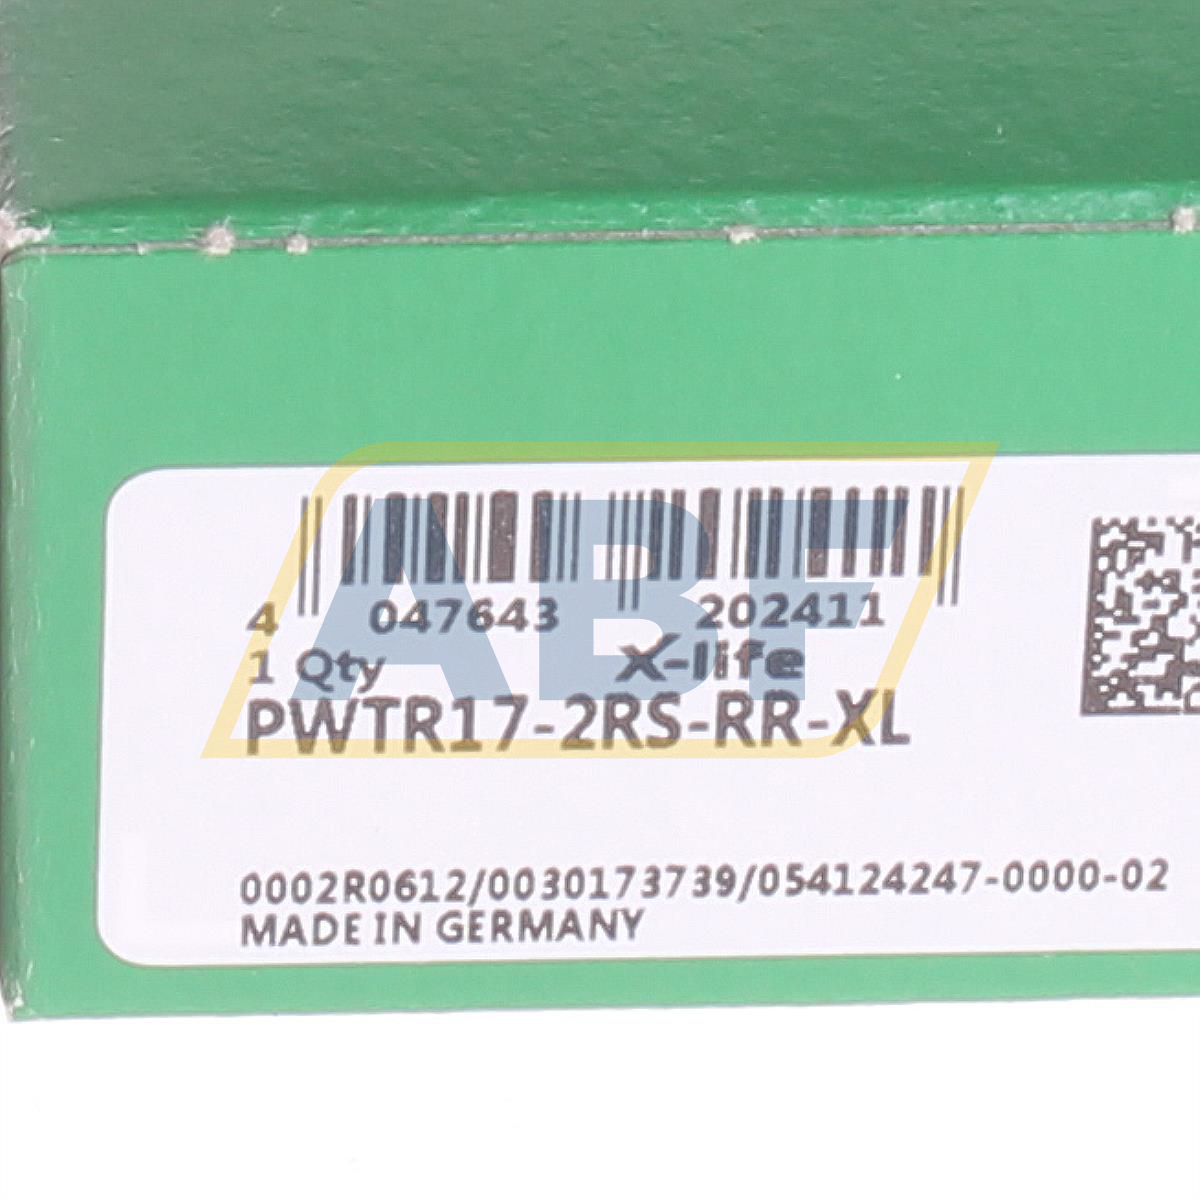 4 047643 202411
1 Qty X-life
PWTR17-2RS-RR-XL
0002R0612/0030173739/054124247-0000-02
MADE IN GERMANY
ABF